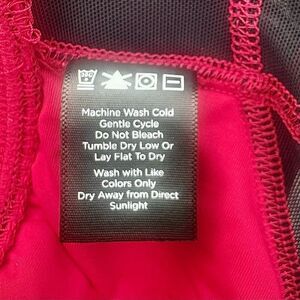 Machine Wash Cold
Gentle Cycle
Do Not Bleach
Tumble Dry Low Or
Lay Flat To Dry
Wash with Like
Colors Only
Dry Away from Direct
Sunlight